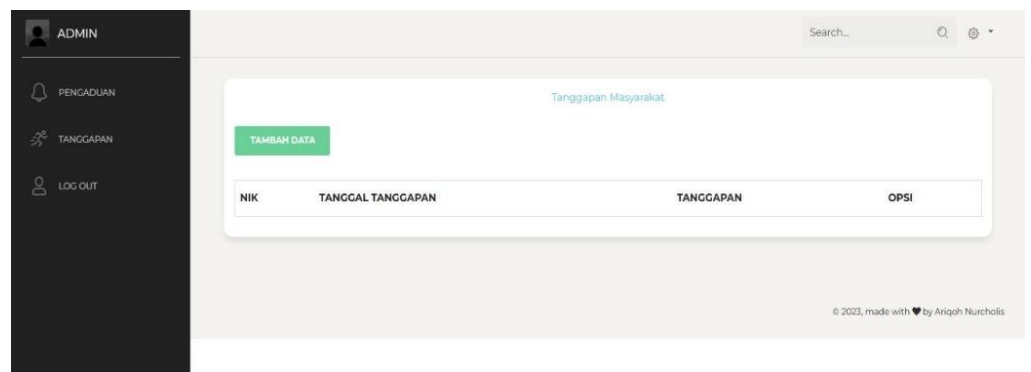 ADMIN
Search...
PENGADUAN
TANGGAPAN
LOG OUT
Tanggapan Masyarakat
TAMBAH DATA
NIK TANGGAL TANGGAPAN TANGGAPAN OPSI
© 2023, made with ♥ by Ariqoh Nurcholis